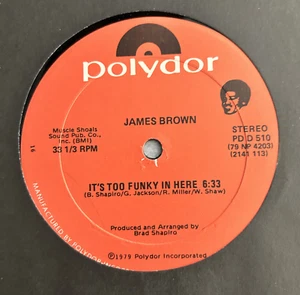 polydor
JAMES BROWN
Muscle Shoals
Sound Pub. Co.,
Inc. (BMI)
33 1/3 RPM
STEREO
PD D 510
(79 NP 4203)
(2141 113)
16
IT'S TOO FUNKY IN HERE 6:33
(B. Shapiro/G. Jackson/R. Miller/W. Shaw)
Produced and Arranged by
Brad Shapiro
Ⓟ1979 Polydor Incorporated
MANUFACTURED BY POLYDOR